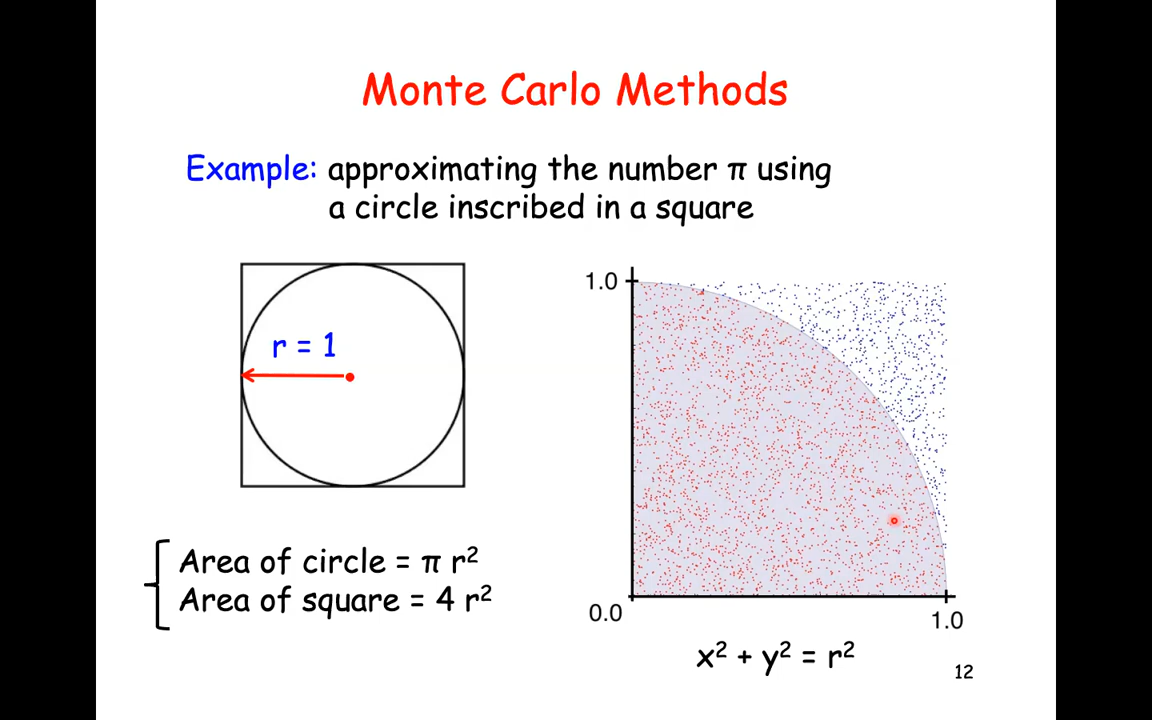 Monte Carlo Methods
Example: approximating the number π using
a circle inscribed in a square
r = 1
Area of circle = π r²
Area of square = 4 r²
1.0
0.0
1.0
x² + y² = r²
12